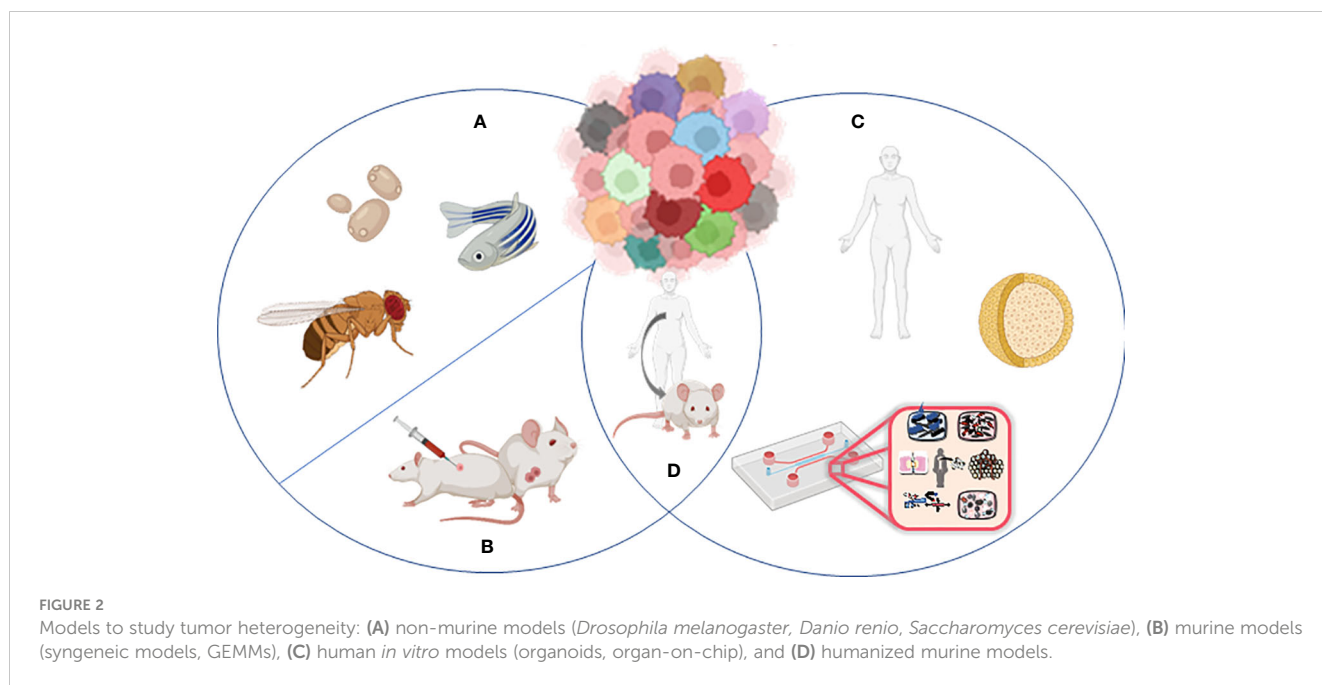 A
C
D
B
FIGURE 2
Models to study tumor heterogeneity: (A) non-murine models (Drosophila melanogaster, Danio renio, Saccharomyces cerevisiae), (B) murine models
(syngeneic models, GEMMs), (C) human in vitro models (organoids, organ-on-chip), and (D) humanized murine models.